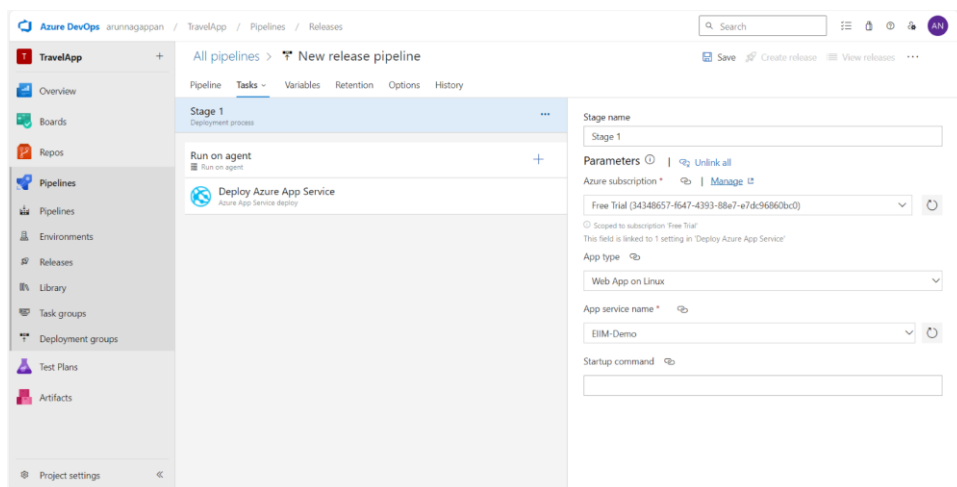 Azure DevOps arunnagappan / TravelApp / Pipelines / Releases
Search
AN
T TravelApp +
Overview
Boards
Repos
Pipelines
Pipelines
Environments
Releases
Library
Task groups
Deployment groups
Test Plans
Artifacts
Project settings
All pipelines > New release pipeline
Save Create release View releases ...
Pipeline Tasks Variables Retention Options History
Stage 1
Deployment process
Run on agent
Run on agent
Deploy Azure App Service
Azure App Service deploy
Stage name
Stage 1
Parameters | Unlink all
Azure subscription * | Manage
Free Trial (34348657-f647-4393-88e7-e7dc96860bc0)
Scoped to subscription 'Free Trial'
This field is linked to 1 setting in 'Deploy Azure App Service'
App type
Web App on Linux
App service name *
EIIM-Demo
Startup command